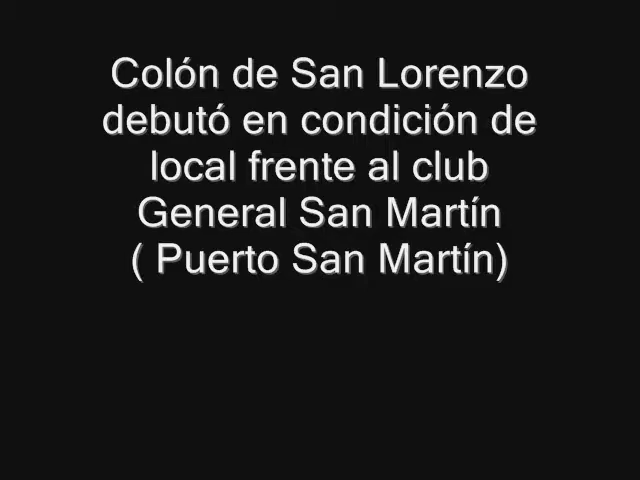 Colón de San Lorenzo
debutó en condición de
local frente al club
General San Martín
( Puerto San Martín)